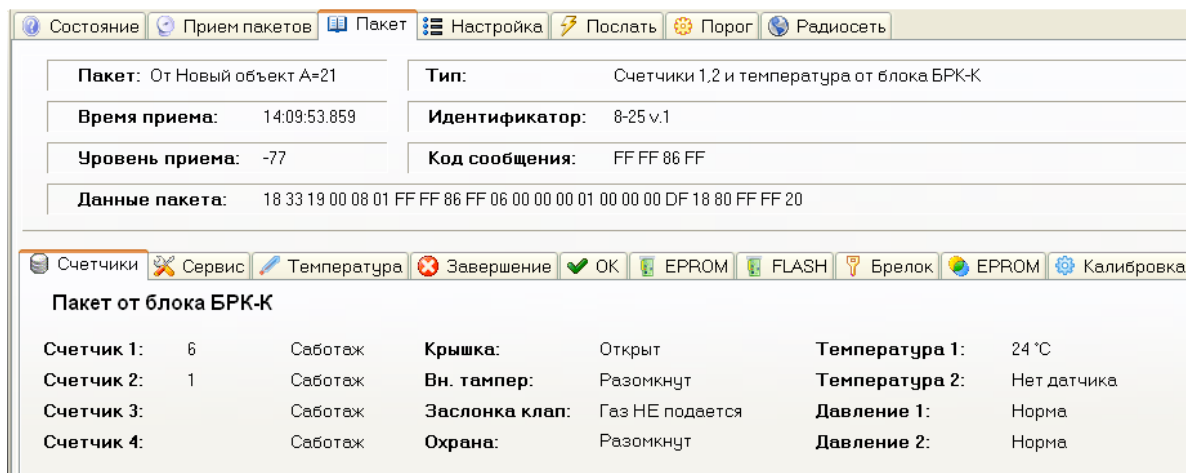 Состояние Прием пакетов Пакет Настройка Послать Порог Радиосеть
Пакет: От Новый объект A=21 Тип: Счетчики 1,2 и температура от блока БРК-К
Время приема: 14:09:53.859 Идентификатор: 8-25 v.1
Уровень приема: -77 Код сообщения: FF FF 86 FF
Данные пакета: 18 33 19 00 08 01 FF FF 86 FF 06 00 00 00 01 00 00 00 DF 18 80 FF FF 20
Счетчики Сервис Температура Завершение OK EPROM FLASH Брелок EPROM Калибровка
Пакет от блока БРК-К
Счетчик 1: 6 Саботаж Крышка: Открыт Температура 1: 24 °C
Счетчик 2: 1 Саботаж Вн. тампер: Разомкнут Температура 2: Нет датчика
Счетчик 3: Саботаж Заслонка клап: Газ НЕ подается Давление 1: Норма
Счетчик 4: Саботаж Охрана: Разомкнут Давление 2: Норма